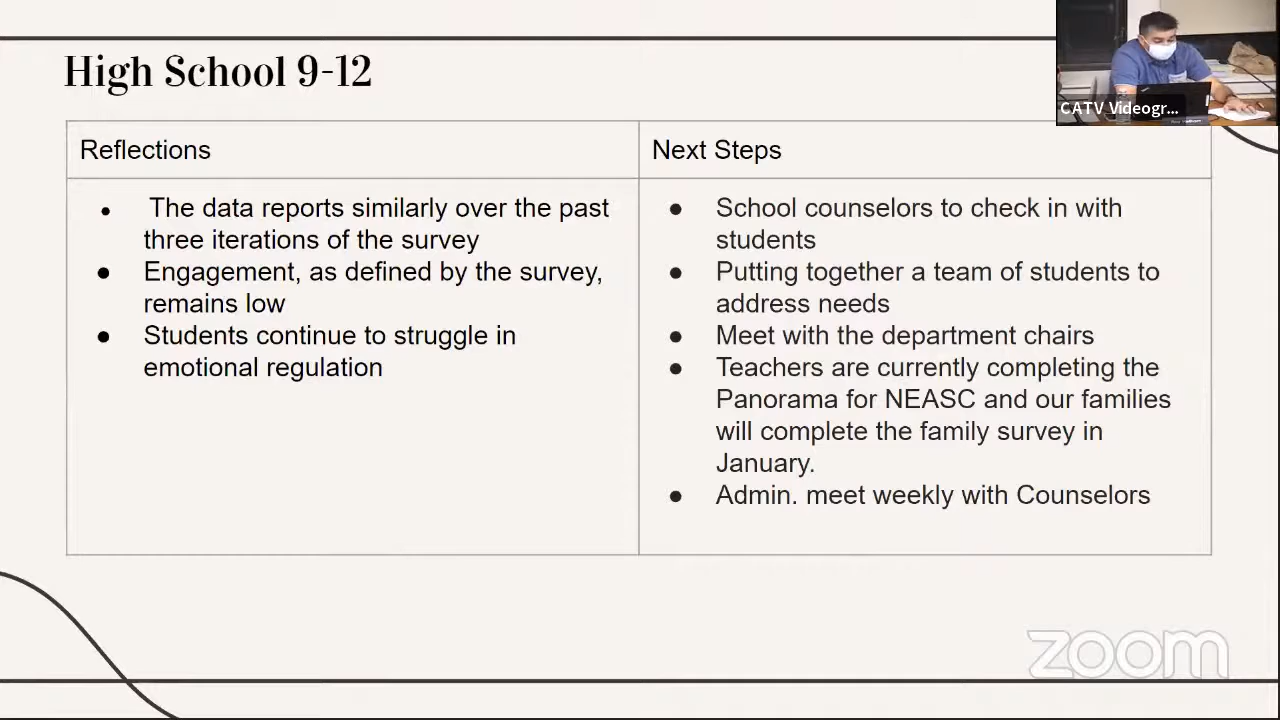 High School 9-12
CATV Videogr...
Reflections
● The data reports similarly over the past
three iterations of the survey
● Engagement, as defined by the survey,
remains low
● Students continue to struggle in
emotional regulation
Next Steps
● School counselors to check in with
students
● Putting together a team of students to
address needs
● Meet with the department chairs
● Teachers are currently completing the
Panorama for NEASC and our families
will complete the family survey in
January.
● Admin. meet weekly with Counselors
zoom